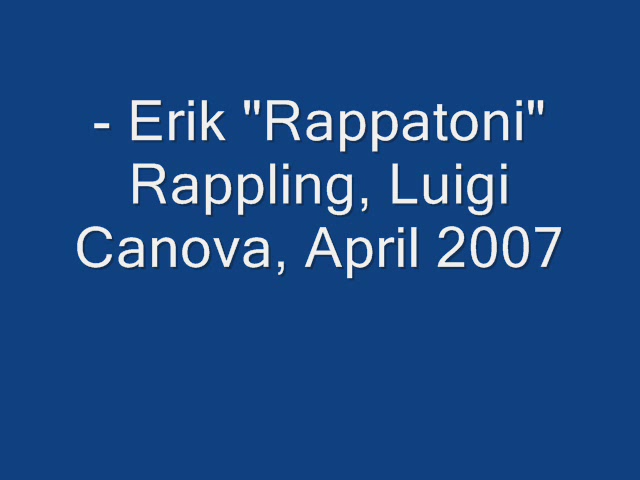 - Erik "Rappatoni"
Rappling, Luigi
Canova, April 2007